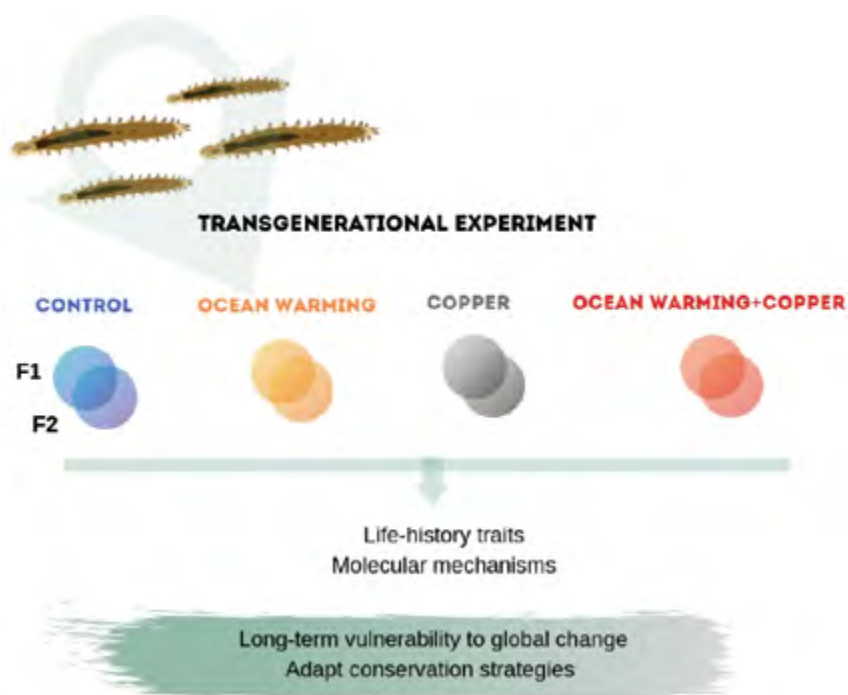 TRANSGENERATIONAL EXPERIMENT
CONTROL OCEAN WARMING COPPER OCEAN WARMING+COPPER
F1
F2
Life-history traits
Molecular mechanisms
Long-term vulnerability to global change
Adapt conservation strategies